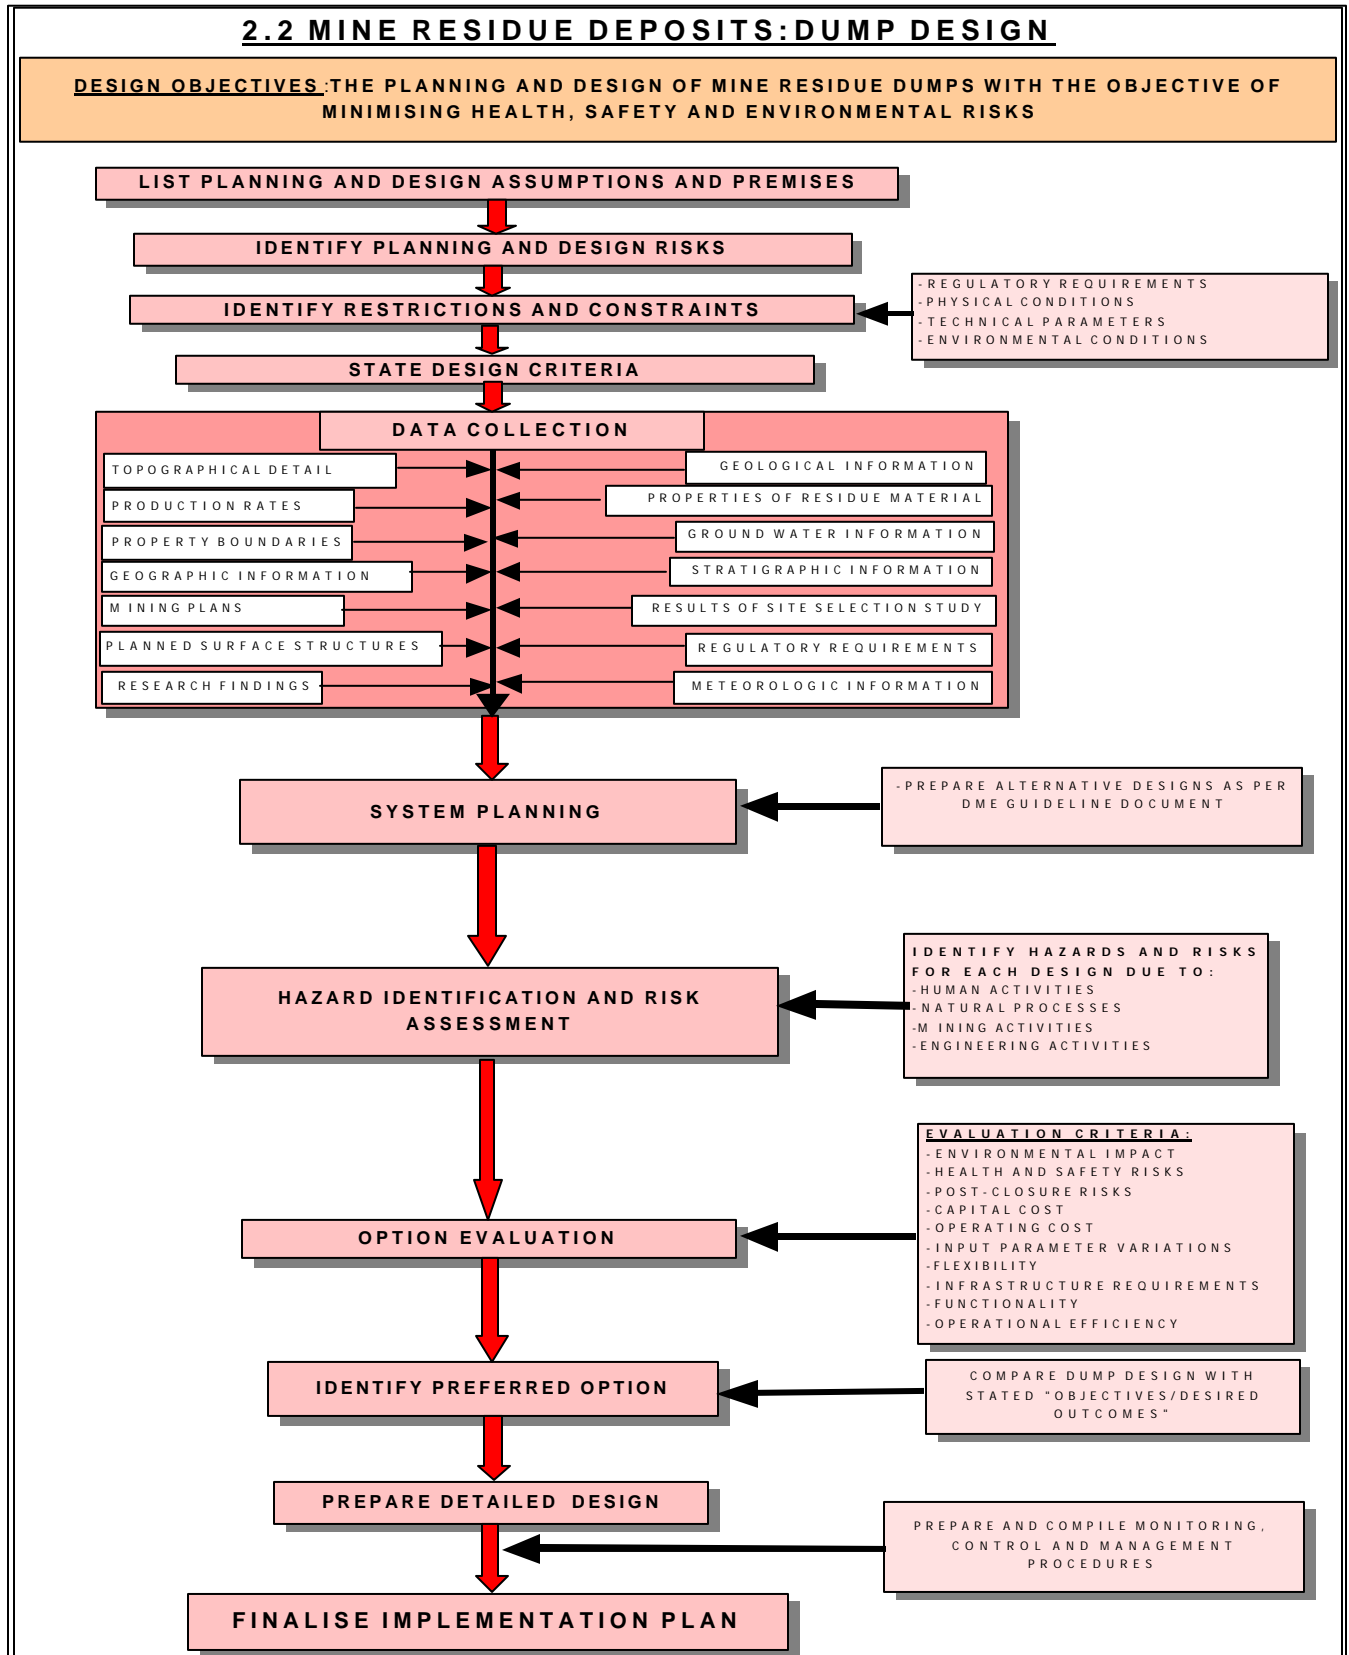 2.2 MINE RESIDUE DEPOSITS:DUMP DESIGN
DESIGN OBJECTIVES :THE PLANNING AND DESIGN OF MINE RESIDUE DUMPS WITH THE OBJECTIVE OF
MINIMISING HEALTH, SAFETY AND ENVIRONMENTAL RISKS
LIST PLANNING AND DESIGN ASSUMPTIONS AND PREMISES
IDENTIFY PLANNING AND DESIGN RISKS
IDENTIFY RESTRICTIONS AND CONSTRAINTS
-REGULATORY REQUIREMENTS
-PHYSICAL CONDITIONS
-TECHNICAL PARAMETERS
-ENVIRONMENTAL CONDITIONS
STATE DESIGN CRITERIA
DATA COLLECTION
TOPOGRAPHICAL DETAIL
GEOLOGICAL INFORMATION
PRODUCTION RATES
PROPERTIES OF RESIDUE MATERIAL
PROPERTY BOUNDARIES
GROUND WATER INFORMATION
GEOGRAPHIC INFORMATION
STRATIGRAPHIC INFORMATION
MINING PLANS
RESULTS OF SITE SELECTION STUDY
PLANNED SURFACE STRUCTURES
REGULATORY REQUIREMENTS
RESEARCH FINDINGS
METEOROLOGIC INFORMATION
SYSTEM PLANNING
-PREPARE ALTERNATIVE DESIGNS AS PER
DME GUIDELINE DOCUMENT
HAZARD IDENTIFICATION AND RISK
ASSESSMENT
IDENTIFY HAZARDS AND RISKS
FOR EACH DESIGN DUE TO:
-HUMAN ACTIVITIES
-NATURAL PROCESSES
-MINING ACTIVITIES
-ENGINEERING ACTIVITIES
OPTION EVALUATION
EVALUATION CRITERIA:
-ENVIRONMENTAL IMPACT
-HEALTH AND SAFETY RISKS
-POST-CLOSURE RISKS
-CAPITAL COST
-OPERATING COST
-INPUT PARAMETER VARIATIONS
-FLEXIBILITY
-INFRASTRUCTURE REQUIREMENTS
-FUNCTIONALITY
-OPERATIONAL EFFICIENCY
IDENTIFY PREFERRED OPTION
COMPARE DUMP DESIGN WITH
STATED "OBJECTIVES/DESIRED
OUTCOMES"
PREPARE DETAILED DESIGN
PREPARE AND COMPILE MONITORING,
CONTROL AND MANAGEMENT
PROCEDURES
FINALISE IMPLEMENTATION PLAN